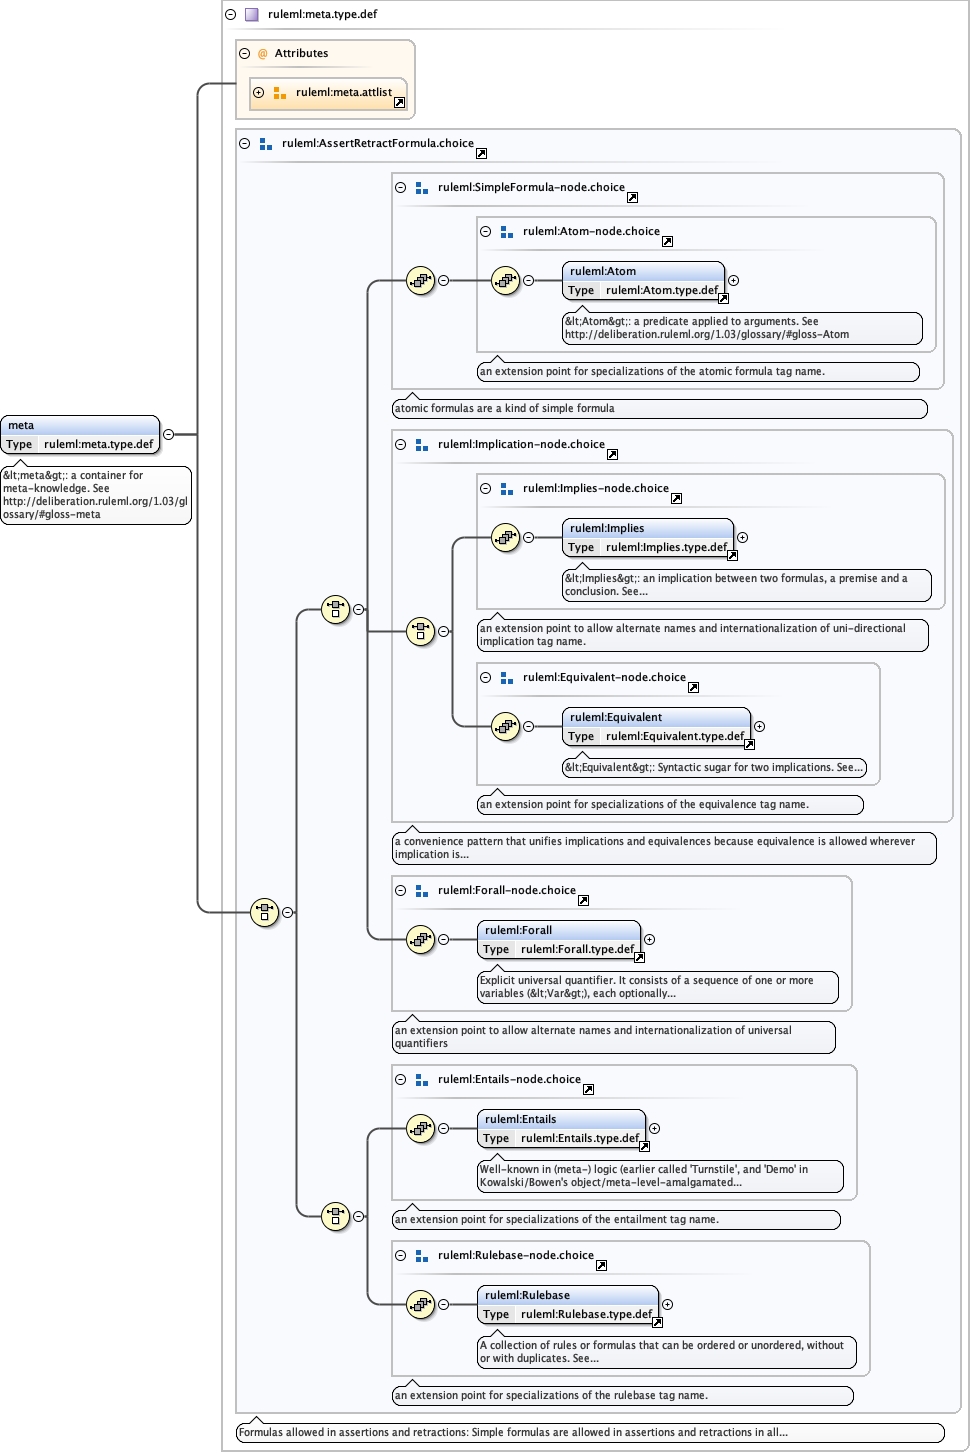 ruleml:meta.type.def
@ Attributes
ruleml:meta.attlist
ruleml:AssertRetractFormula.choice
ruleml:SimpleFormula-node.choice
ruleml:Atom-node.choice
ruleml:Atom
Type ruleml:Atom.type.def
&lt;Atom&gt;: a predicate applied to arguments. See
http://deliberation.ruleml.org/1.03/glossary/#gloss-Atom
an extension point for specializations of the atomic formula tag name.
atomic formulas are a kind of simple formula
meta
Type ruleml:meta.type.def
&lt;meta&gt;: a container for
meta-knowledge. See
http://deliberation.ruleml.org/1.03/gl
ossary/#gloss-meta
ruleml:Implication-node.choice
ruleml:Implies-node.choice
ruleml:Implies
Type ruleml:Implies.type.def
&lt;Implies&gt;: an implication between two formulas, a premise and a
conclusion. See...
an extension point to allow alternate names and internationalization of uni-directional
implication tag name.
ruleml:Equivalent-node.choice
ruleml:Equivalent
Type ruleml:Equivalent.type.def
&lt;Equivalent&gt;: Syntactic sugar for two implications. See...
an extension point for specializations of the equivalence tag name.
a convenience pattern that unifies implications and equivalences because equivalence is allowed wherever
implication is...
ruleml:Forall-node.choice
ruleml:Forall
Type ruleml:Forall.type.def
Explicit universal quantifier. It consists of a sequence of one or more
variables (&lt;Var&gt;), each optionally...
an extension point to allow alternate names and internationalization of universal
quantifiers
ruleml:Entails-node.choice
ruleml:Entails
Type ruleml:Entails.type.def
Well-known in (meta-) logic (earlier called 'Turnstile', and 'Demo' in
Kowalski/Bowen's object/meta-level-amalgamated...
an extension point for specializations of the entailment tag name.
ruleml:Rulebase-node.choice
ruleml:Rulebase
Type ruleml:Rulebase.type.def
A collection of rules or formulas that can be ordered or unordered, without
or with duplicates. See...
an extension point for specializations of the rulebase tag name.
Formulas allowed in assertions and retractions: Simple formulas are allowed in assertions and retractions in all...